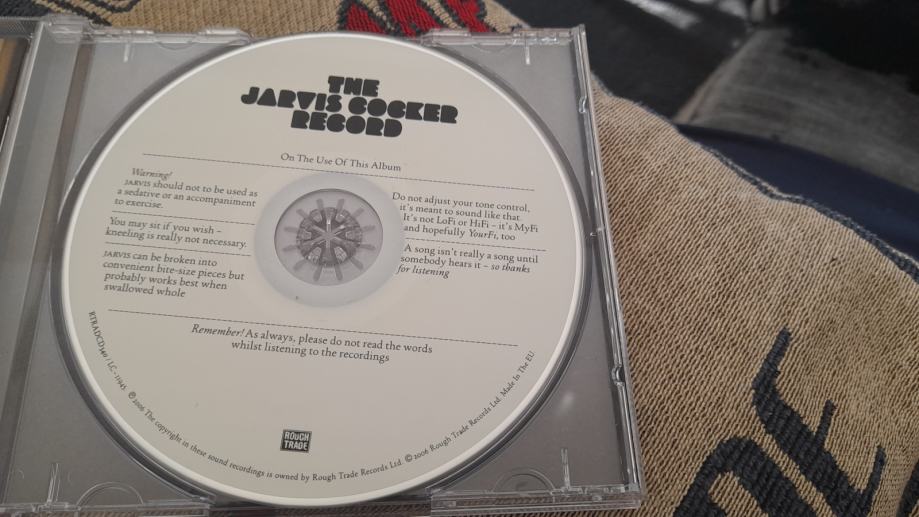 THE
JARVIS COCKER
RECORD
On The Use Of This Album
Warning!
JARVIS should not to be used as
a sedative or an accompaniment
to exercise.
You may sit if you wish –
kneeling is really not necessary.
JARVIS can be broken into
convenient bite-size pieces but
probably works best when
swallowed whole
Do not adjust your tone control,
it's meant to sound like that.
It's not LoFi or HiFi – it's MyFi
and hopefully YourFi, too
A song isn't really a song until
somebody hears it – so thanks
for listening
Remember! As always, please do not read the words
whilst listening to the recordings
RTRADCD340 / LC-11945 ©2006 The copyright in these sound recordings is owned by Rough Trade Records Ltd. ©2006 Rough Trade Records Ltd. Made In The EU
ROUGH
TRADE